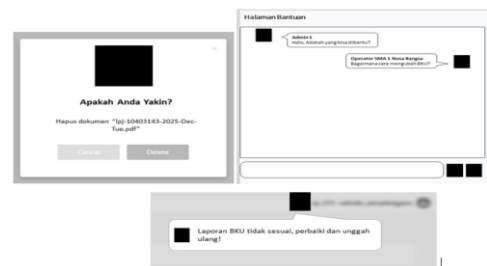 Halaman Bantuan
Admin 1
Hallo, Adakah yang bisa dibantu?
Operator SMA 1 Nusa Bangsa
Bagaimana cara mengubah BKU?
Apakah Anda Yakin?
Hapus dokumen "lpj-10403143-2025-Dec-
Tue.pdf"
Cancel
Delete
Laporan BKU tidak sesuai, perbaiki dan unggah
ulang!